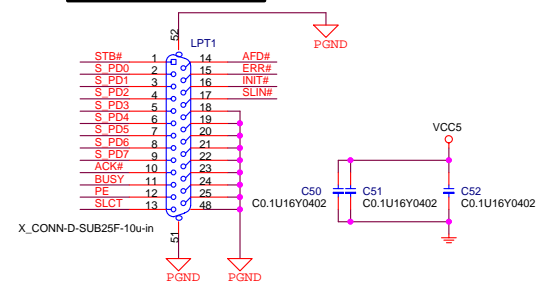 52
PGND
LPT1
STB# 1 14 AFD#
S_PD0 2 15 ERR#
S_PD1 3 16 INIT#
S_PD2 4 17 SLIN#
S_PD3 5 18
S_PD4 6 19
S_PD5 7 20
S_PD6 8 21
S_PD7 9 22
ACK# 10 23
BUSY 11 24
PE 12 25
SLCT 13 48
X_CONN-D-SUB25F-10u-in
51
PGND PGND
VCC5
C50 C51 C52
C0.1U16Y0402 C0.1U16Y0402 C0.1U16Y0402